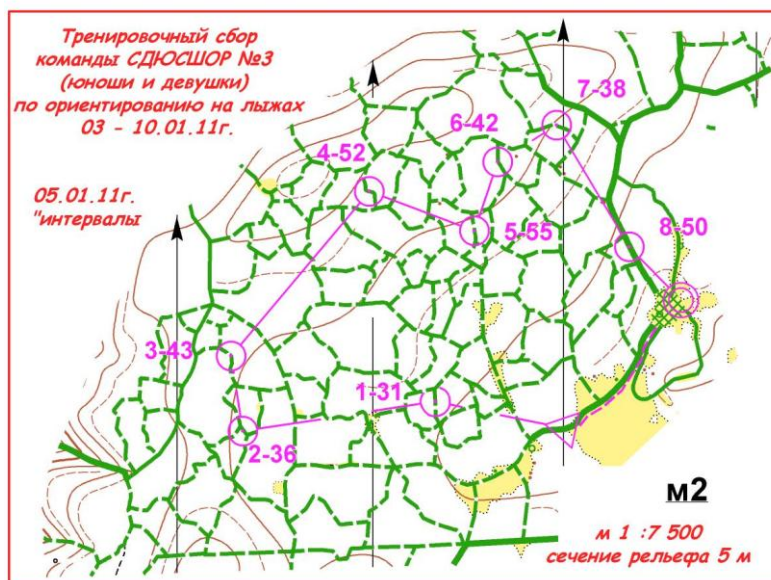 Тренировочный сбор
команды СДЮСШОР №3
(юноши и девушки)
по ориентированию на лыжах
03 - 10.01.11г.
05.01.11г.
"интервалы
7-38
6-42
4-52
5-55
8-50
3-43
1-31
2-36
м2
м 1 :7 500
сечение рельефа 5 м